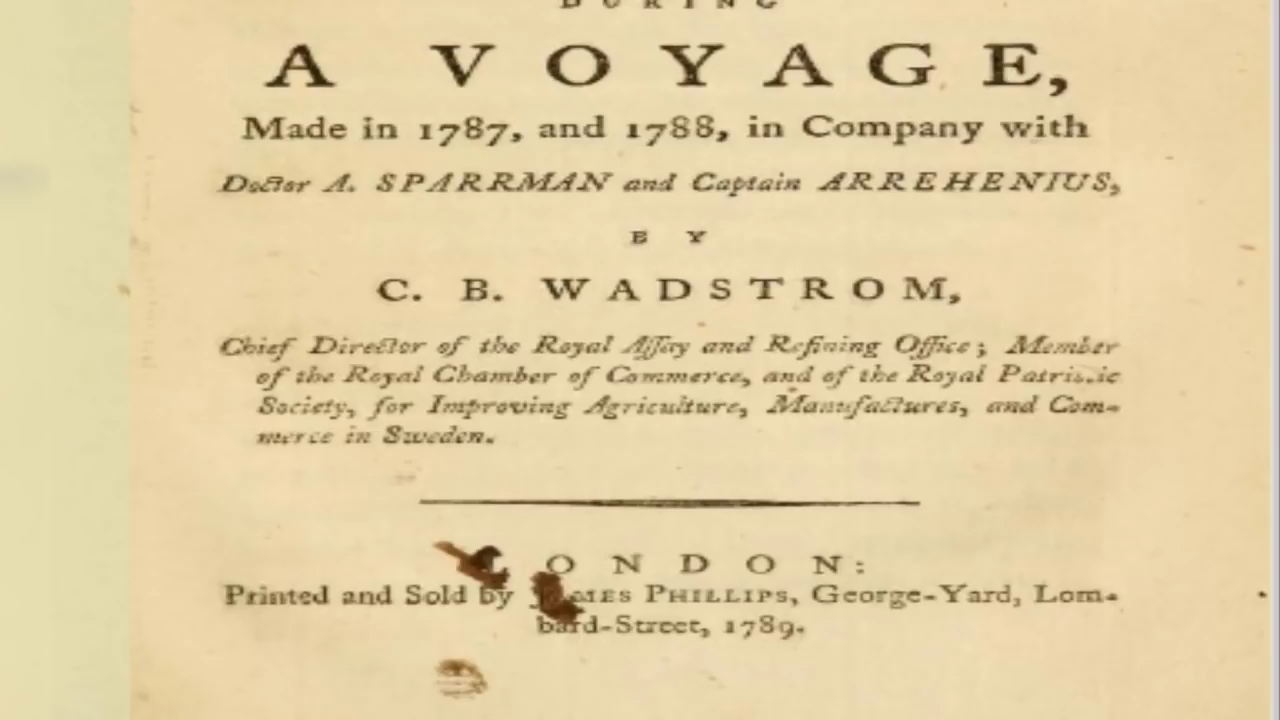 DURING
A VOYAGE,
Made in 1787, and 1788, in Company with
Doctor A. SPARRMAN and Captain ARREHENIUS,
BY
C. B. WADSTROM,
Chief Director of the Royal Aſſay and Refining Office; Member
of the Royal Chamber of Commerce, and of the Royal Patriotic
Society, for Improving Agriculture, Manufactures, and Com-
merce in Sweden.
LONDON:
Printed and Sold by JAMES PHILLIPS, George-Yard, Lom-
bard-Street, 1789.